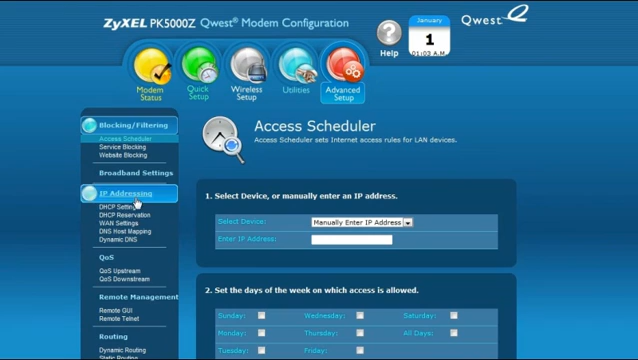 ZyXEL PK5000Z Qwest® Modem Configuration
Help
January
1
01:03 A.M.
Qwest
Modem Status
Quick Setup
Wireless Setup
Utilities
Advanced Setup
Blocking/Filtering
Access Scheduler
Service Blocking
Website Blocking
Broadband Settings
IP Addressing
DHCP Settings
DHCP Reservation
WAN Settings
DNS Host Mapping
Dynamic DNS
QoS
QoS Upstream
QoS Downstream
Remote Management
Remote GUI
Remote Telnet
Routing
Dynamic Routing
Static Routing
Access Scheduler
Access Scheduler sets Internet access rules for LAN devices.
1. Select Device, or manually enter an IP address.
Select Device:
Manually Enter IP Address
Enter IP Address:
2. Set the days of the week on which access is allowed.
Sunday:
Wednesday:
Saturday:
Monday:
Thursday:
All Days:
Tuesday:
Friday: